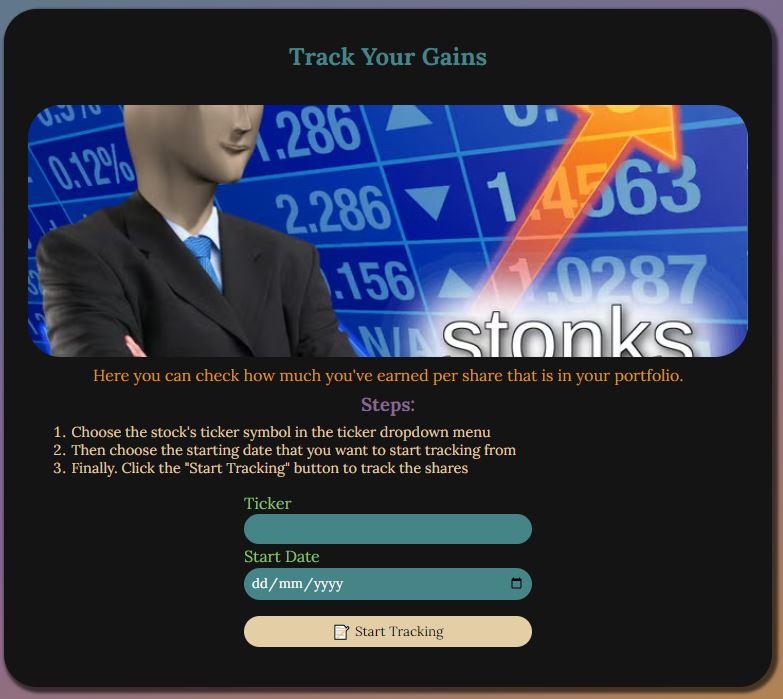 Track Your Gains
0.12%
1.286
2.286
1.4563
.156
1.0287
N/A
stonks
Here you can check how much you've earned per share that is in your portfolio.
Steps:
1. Choose the stock's ticker symbol in the ticker dropdown menu
2. Then choose the starting date that you want to start tracking from
3. Finally. Click the "Start Tracking" button to track the shares
Ticker
Start Date
dd/mm/yyyy
Start Tracking